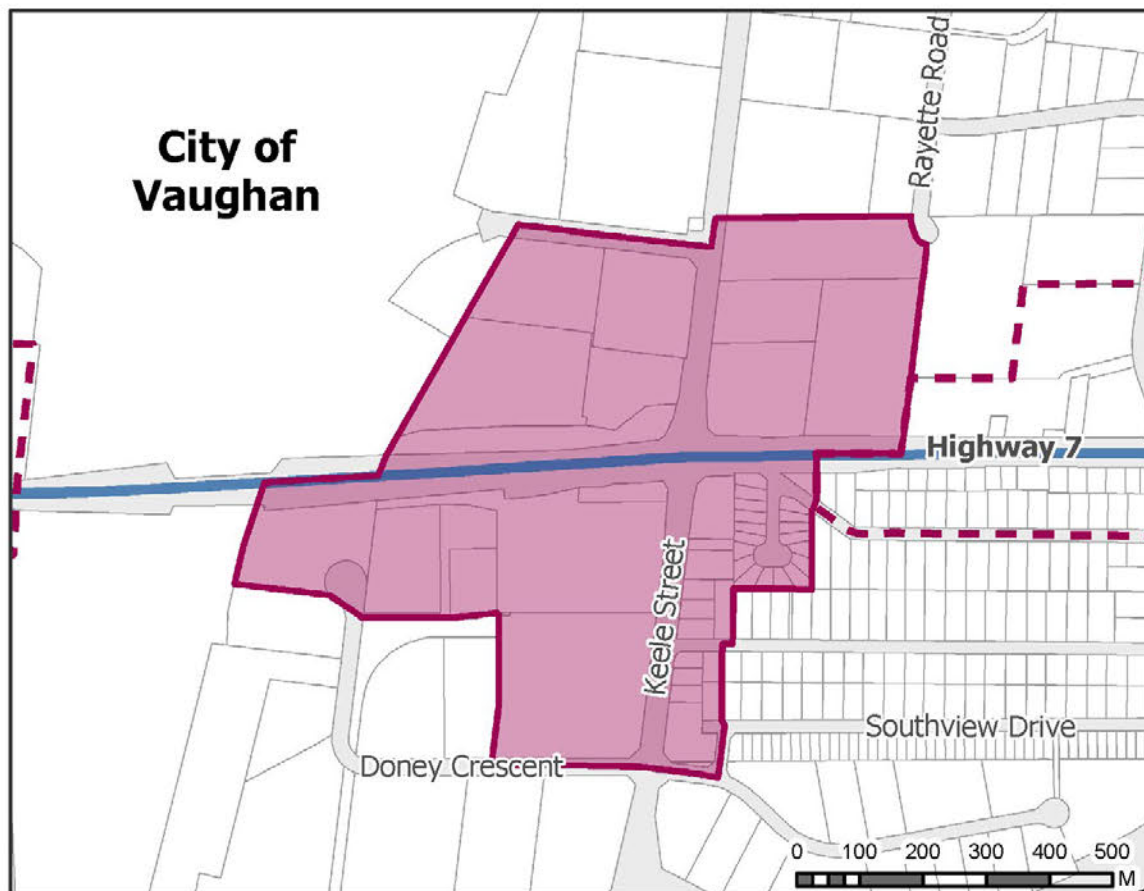 Rayette Road
City of
Vaughan
Highway 7
Keele Street
Southview Drive
Doney Crescent
0 100 200 300 400 500
M